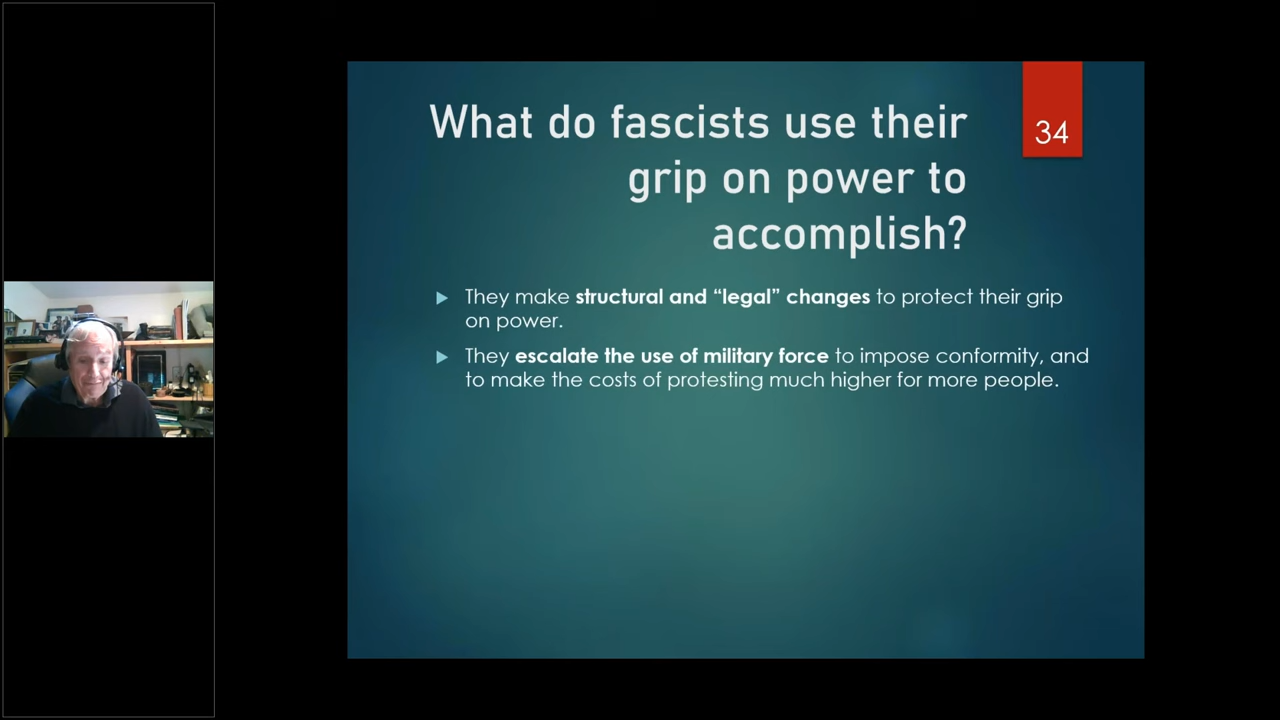 What do fascists use their
grip on power to
accomplish?
34
They make structural and “legal” changes to protect their grip
on power.
They escalate the use of military force to impose conformity, and
to make the costs of protesting much higher for more people.